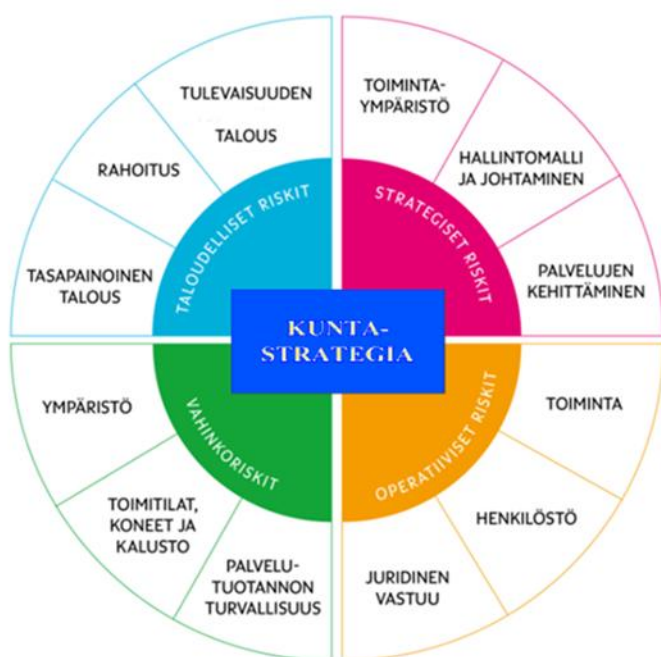 TULEVAISUUDEN
TALOUS
RAHOITUS
TASAPAINOINEN
TALOUS
TALOUDELLISET RISKIT
TOIMINTA-
YMPÄRISTÖ
HALLINTOMALLI
JA JOHTAMINEN
PALVELUJEN
KEHITTÄMINEN
STRATEGISET RISKIT
KUNTA-
STRATEGIA
YMPÄRISTÖ
TOIMITILAT,
KONEET JA
KALUSTO
PALVELU-
TUOTANNON
TURVALLISUUS
VAHINKORISKIT
TOIMINTA
HENKILÖSTÖ
JURIDINEN
VASTUU
OPERATIIVISET RISKIT